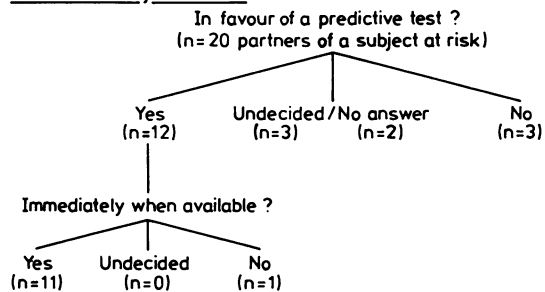 In favour of a predictive test ?
(n=20 partners of a subject at risk)
Yes Undecided/No answer No
(n=12) (n=3) (n=2) (n=3)
Immediately when available ?
Yes Undecided No
(n=11) (n=0) (n=1)